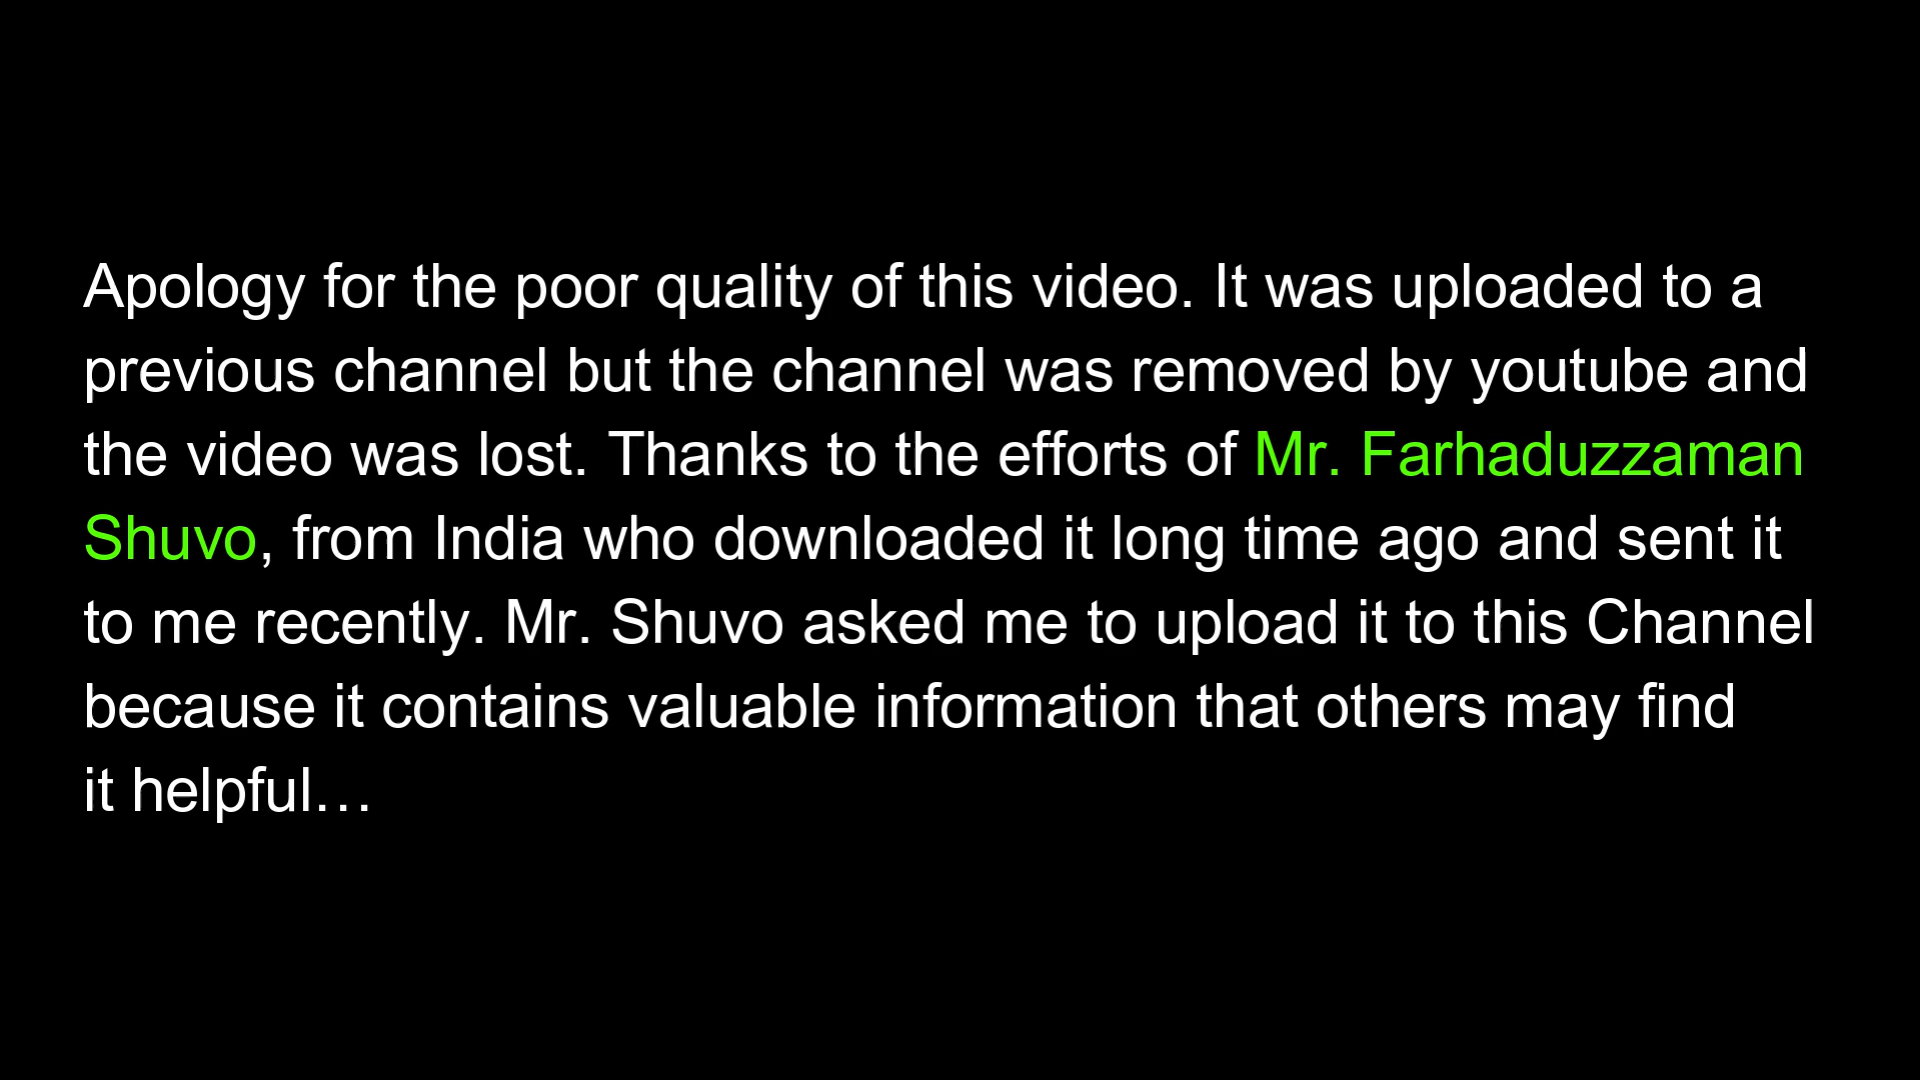 Apology for the poor quality of this video. It was uploaded to a
previous channel but the channel was removed by youtube and
the video was lost. Thanks to the efforts of Mr. Farhaduzzaman
Shuvo, from India who downloaded it long time ago and sent it
to me recently. Mr. Shuvo asked me to upload it to this Channel
because it contains valuable information that others may find
it helpful…